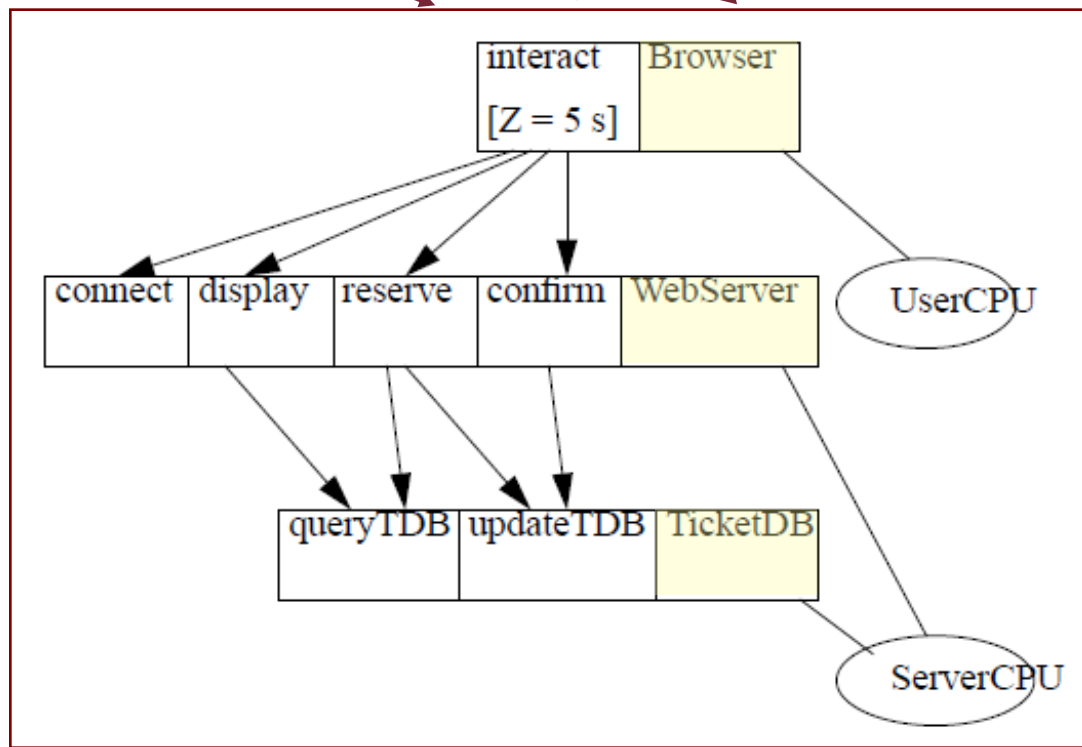 interact Browser
[Z = 5 s]
connect display reserve confirm WebServer
UserCPU
queryTDB updateTDB TicketDB
ServerCPU